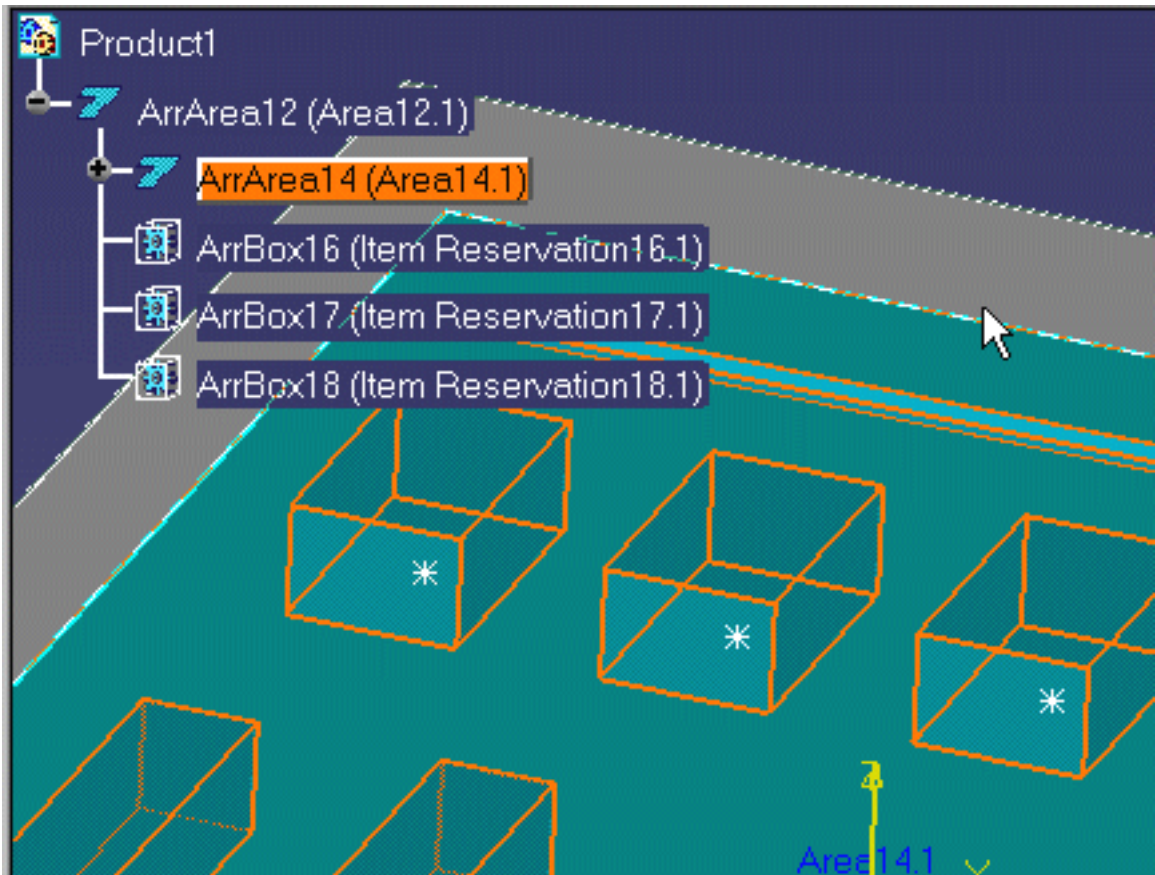 Product1
ArrArea12 (Area12.1)
ArrArea14 (Area14.1)
ArrBox16 (Item Reservation16.1)
ArrBox17 (Item Reservation17.1)
ArrBox18 (Item Reservation18.1)
Area14.1